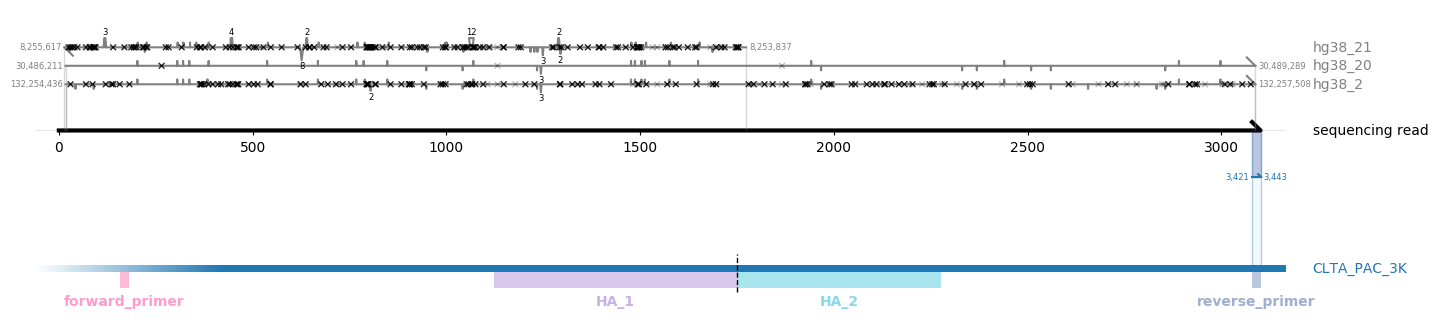 3 4 2 12 2
8,255,617 8,253,837 hg38_21
8 3 2
30,486,211 30,489,289 hg38_20
3
132,254,436 132,257,508 hg38_2
2 3
sequencing read
0 500 1000 1500 2000 2500 3000
3,421 3,443
CLTA_PAC_3K
forward_primer HA_1 HA_2 reverse_primer